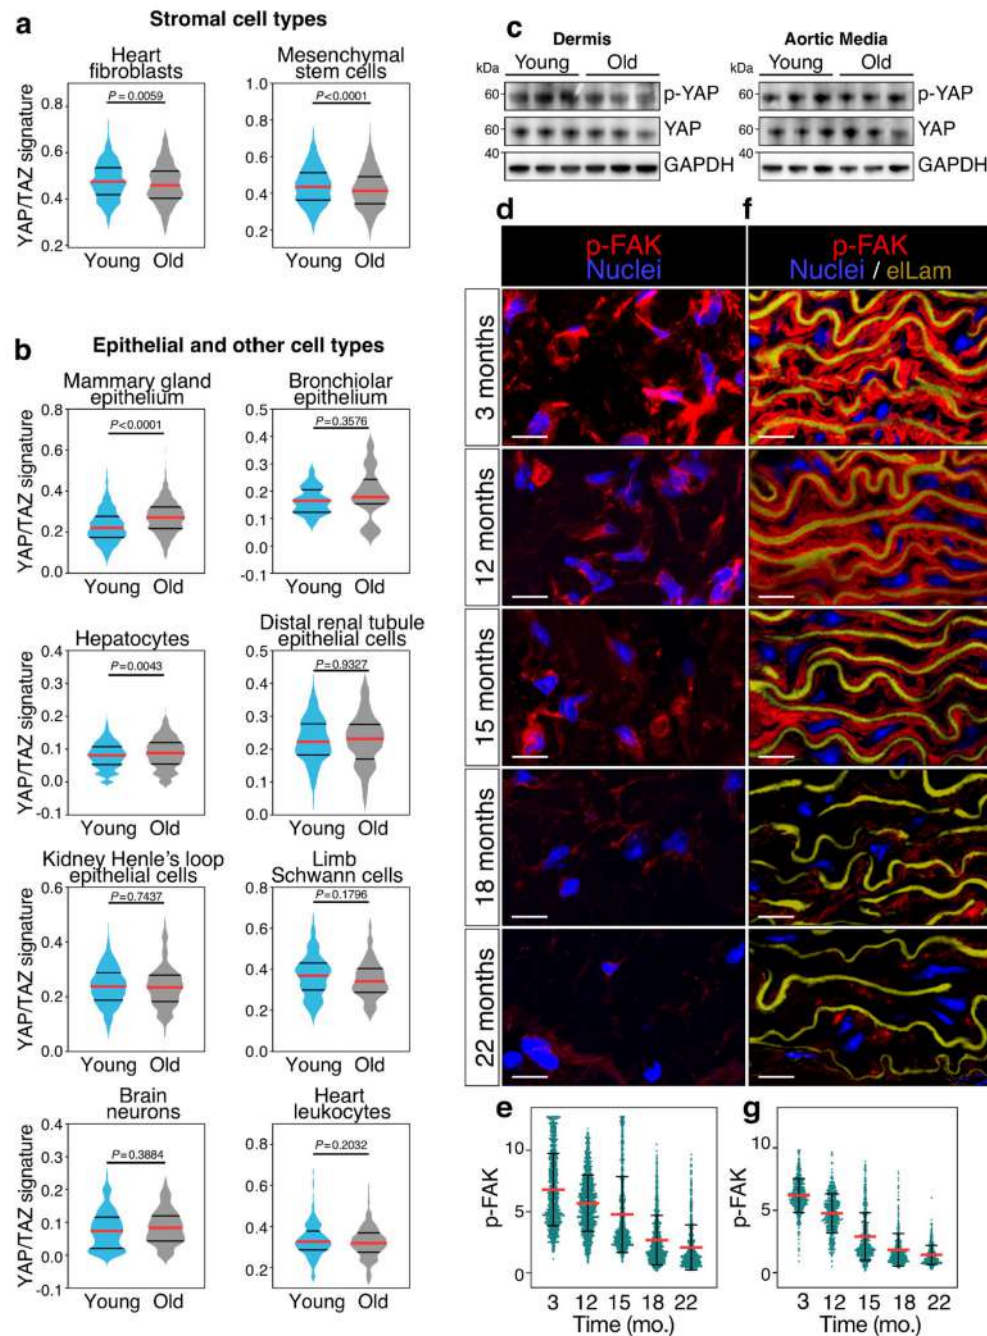 a
Stromal cell types
Heart
fibroblasts
Mesenchymal
stem cells
YAP/TAZ signature
0.8
0.6
0.4
0.2
P = 0.0059
Young Old
1.0
0.8
0.6
0.4
0.2
P<0.0001
Young Old
b
Epithelial and other cell types
Mammary gland
epithelium
Bronchiolar
epithelium
YAP/TAZ signature
0.8
0.6
0.4
0.2
0.0
P<0.0001
Young Old
0.5
0.4
0.3
0.2
0.1
0.0
-0.1
P=0.3576
Young Old
Hepatocytes
Distal renal tubule
epithelial cells
YAP/TAZ signature
0.4
0.3
0.2
0.1
0.0
-0.1
P=0.0043
Young Old
0.5
0.4
0.3
0.2
0.1
0.0
P=0.9327
Young Old
Kidney Henle's loop
epithelial cells
Limb
Schwann cells
YAP/TAZ signature
0.6
0.4
0.2
0.0
P=0.7437
Young Old
0.8
0.6
0.4
0.2
0.0
P=0.1796
Young Old
Brain
neurons
Heart
leukocytes
YAP/TAZ signature
0.4
0.3
0.2
0.1
0.0
-0.1
P=0.3884
Young Old
0.8
0.6
0.4
0.2
P=0.2032
Young Old
c
Dermis
Aortic Media
kDa
Young Old
60
p-YAP
60
YAP
40
GAPDH
kDa
Young Old
60
p-YAP
60
YAP
40
GAPDH
d
p-FAK
Nuclei
f
p-FAK
Nuclei / elLam
3 months
12 months
15 months
18 months
22 months
e
p-FAK
10
5
0
3 12 15 18 22
Time (mo.)
g
p-FAK
10
5
0
3 12 15 18 22
Time (mo.)